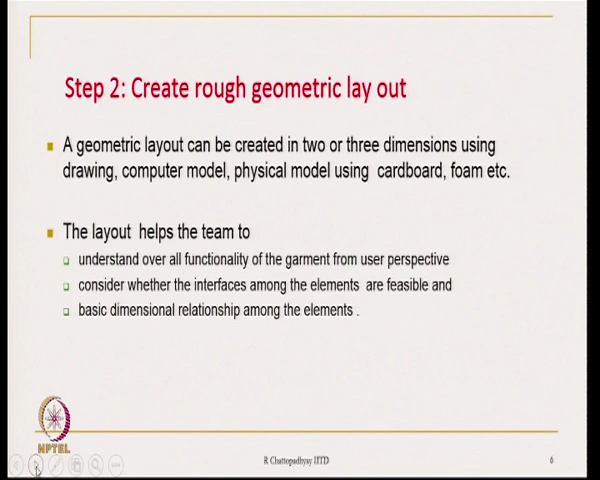 Step 2: Create rough geometric lay out
A geometric layout can be created in two or three dimensions using
drawing, computer model, physical model using cardboard, foam etc.
The layout helps the team to
understand over all functionality of the garment from user perspective
consider whether the interfaces among the elements are feasible and
basic dimensional relationship among the elements .
NPTEL
R Chattopadhyay IITD
6